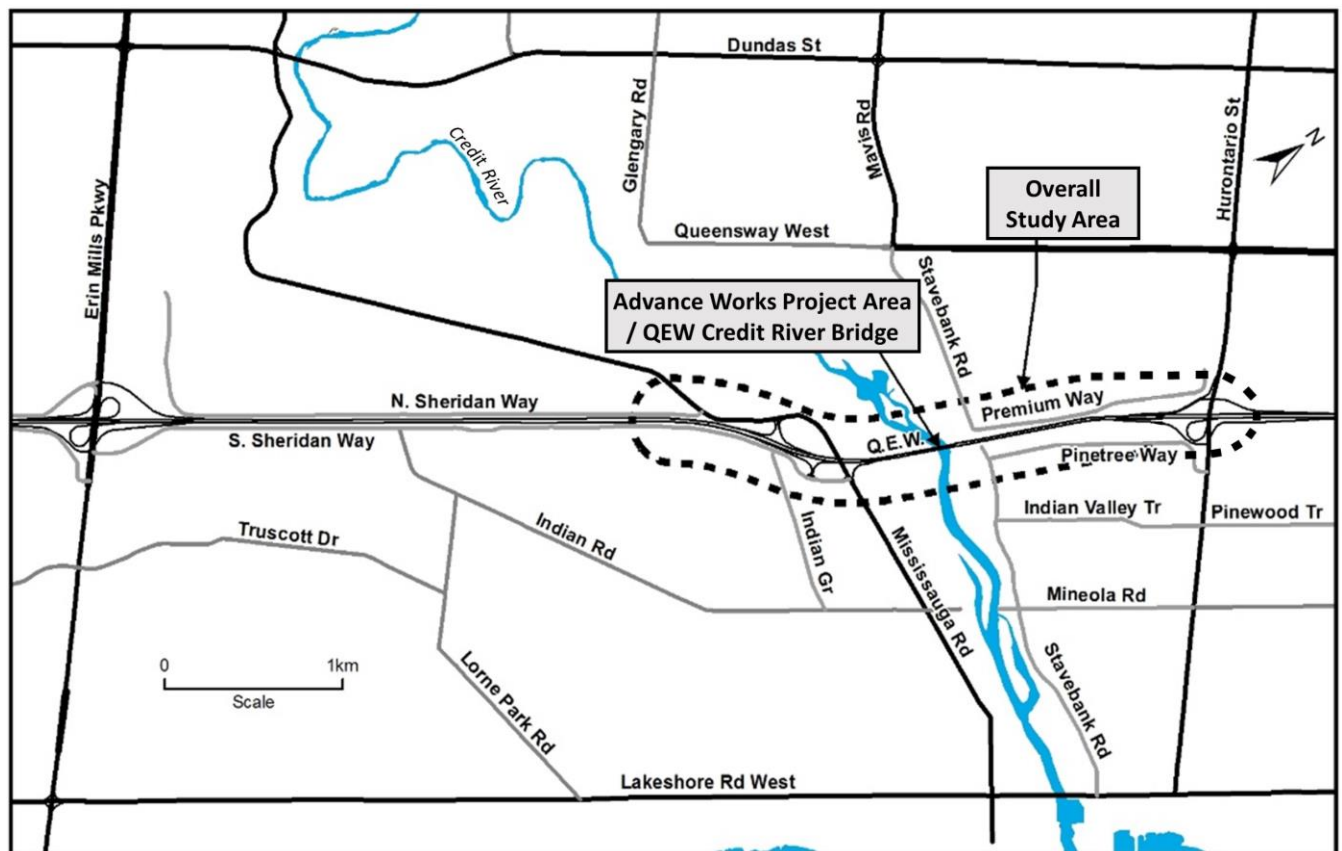 Dundas St
Glengary Rd
Mavis Rd
Hurontario St
N
Credit River
Erin Mills Pkwy
Overall
Study Area
Queensway West
Stavebank Rd
Advance Works Project Area
/ QEW Credit River Bridge
N. Sheridan Way
Premium Way
S. Sheridan Way
Q.E.W.
Pinetree Way
Indian Valley Tr
Pinewood Tr
Truscott Dr
Indian Rd
Indian Gr
Mississauga Rd
Mineola Rd
Stavebank Rd
0 1km
Scale
Lorne Park Rd
Lakeshore Rd West